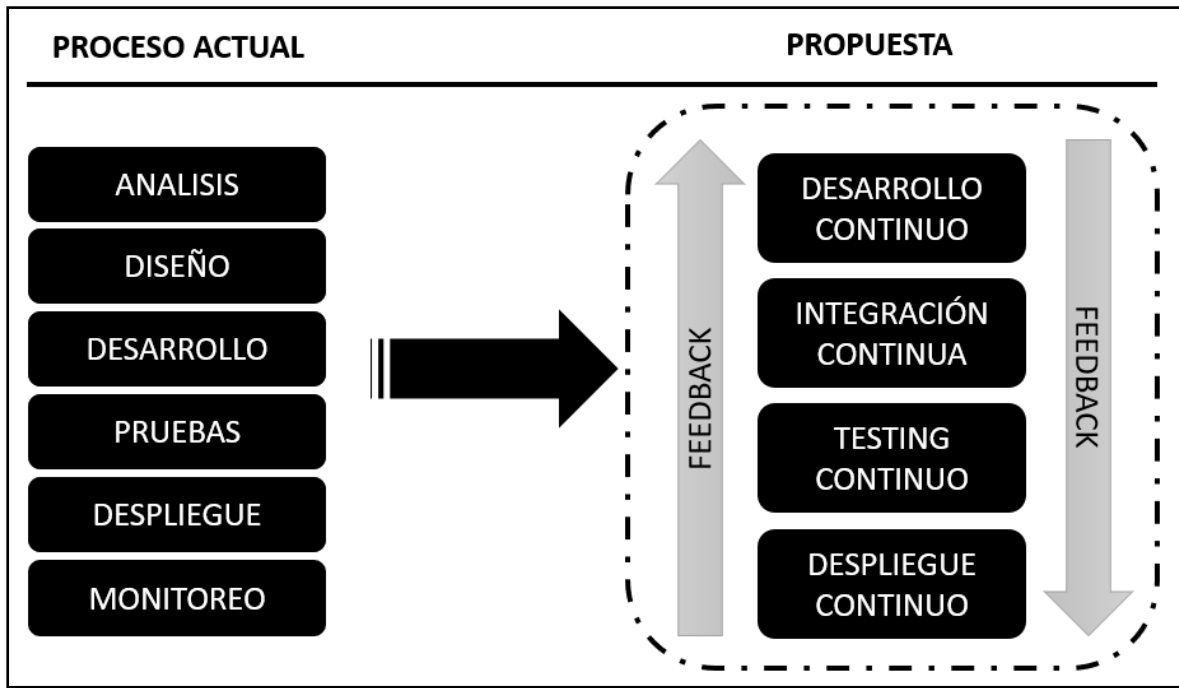 PROCESO ACTUAL
PROPUESTA
ANALISIS
DISEÑO
DESARROLLO
PRUEBAS
DESPLIEGUE
MONITOREO
FEEDBACK
DESARROLLO
CONTINUO
INTEGRACIÓN
CONTINUA
TESTING
CONTINUO
DESPLIEGUE
CONTINUO
FEEDBACK